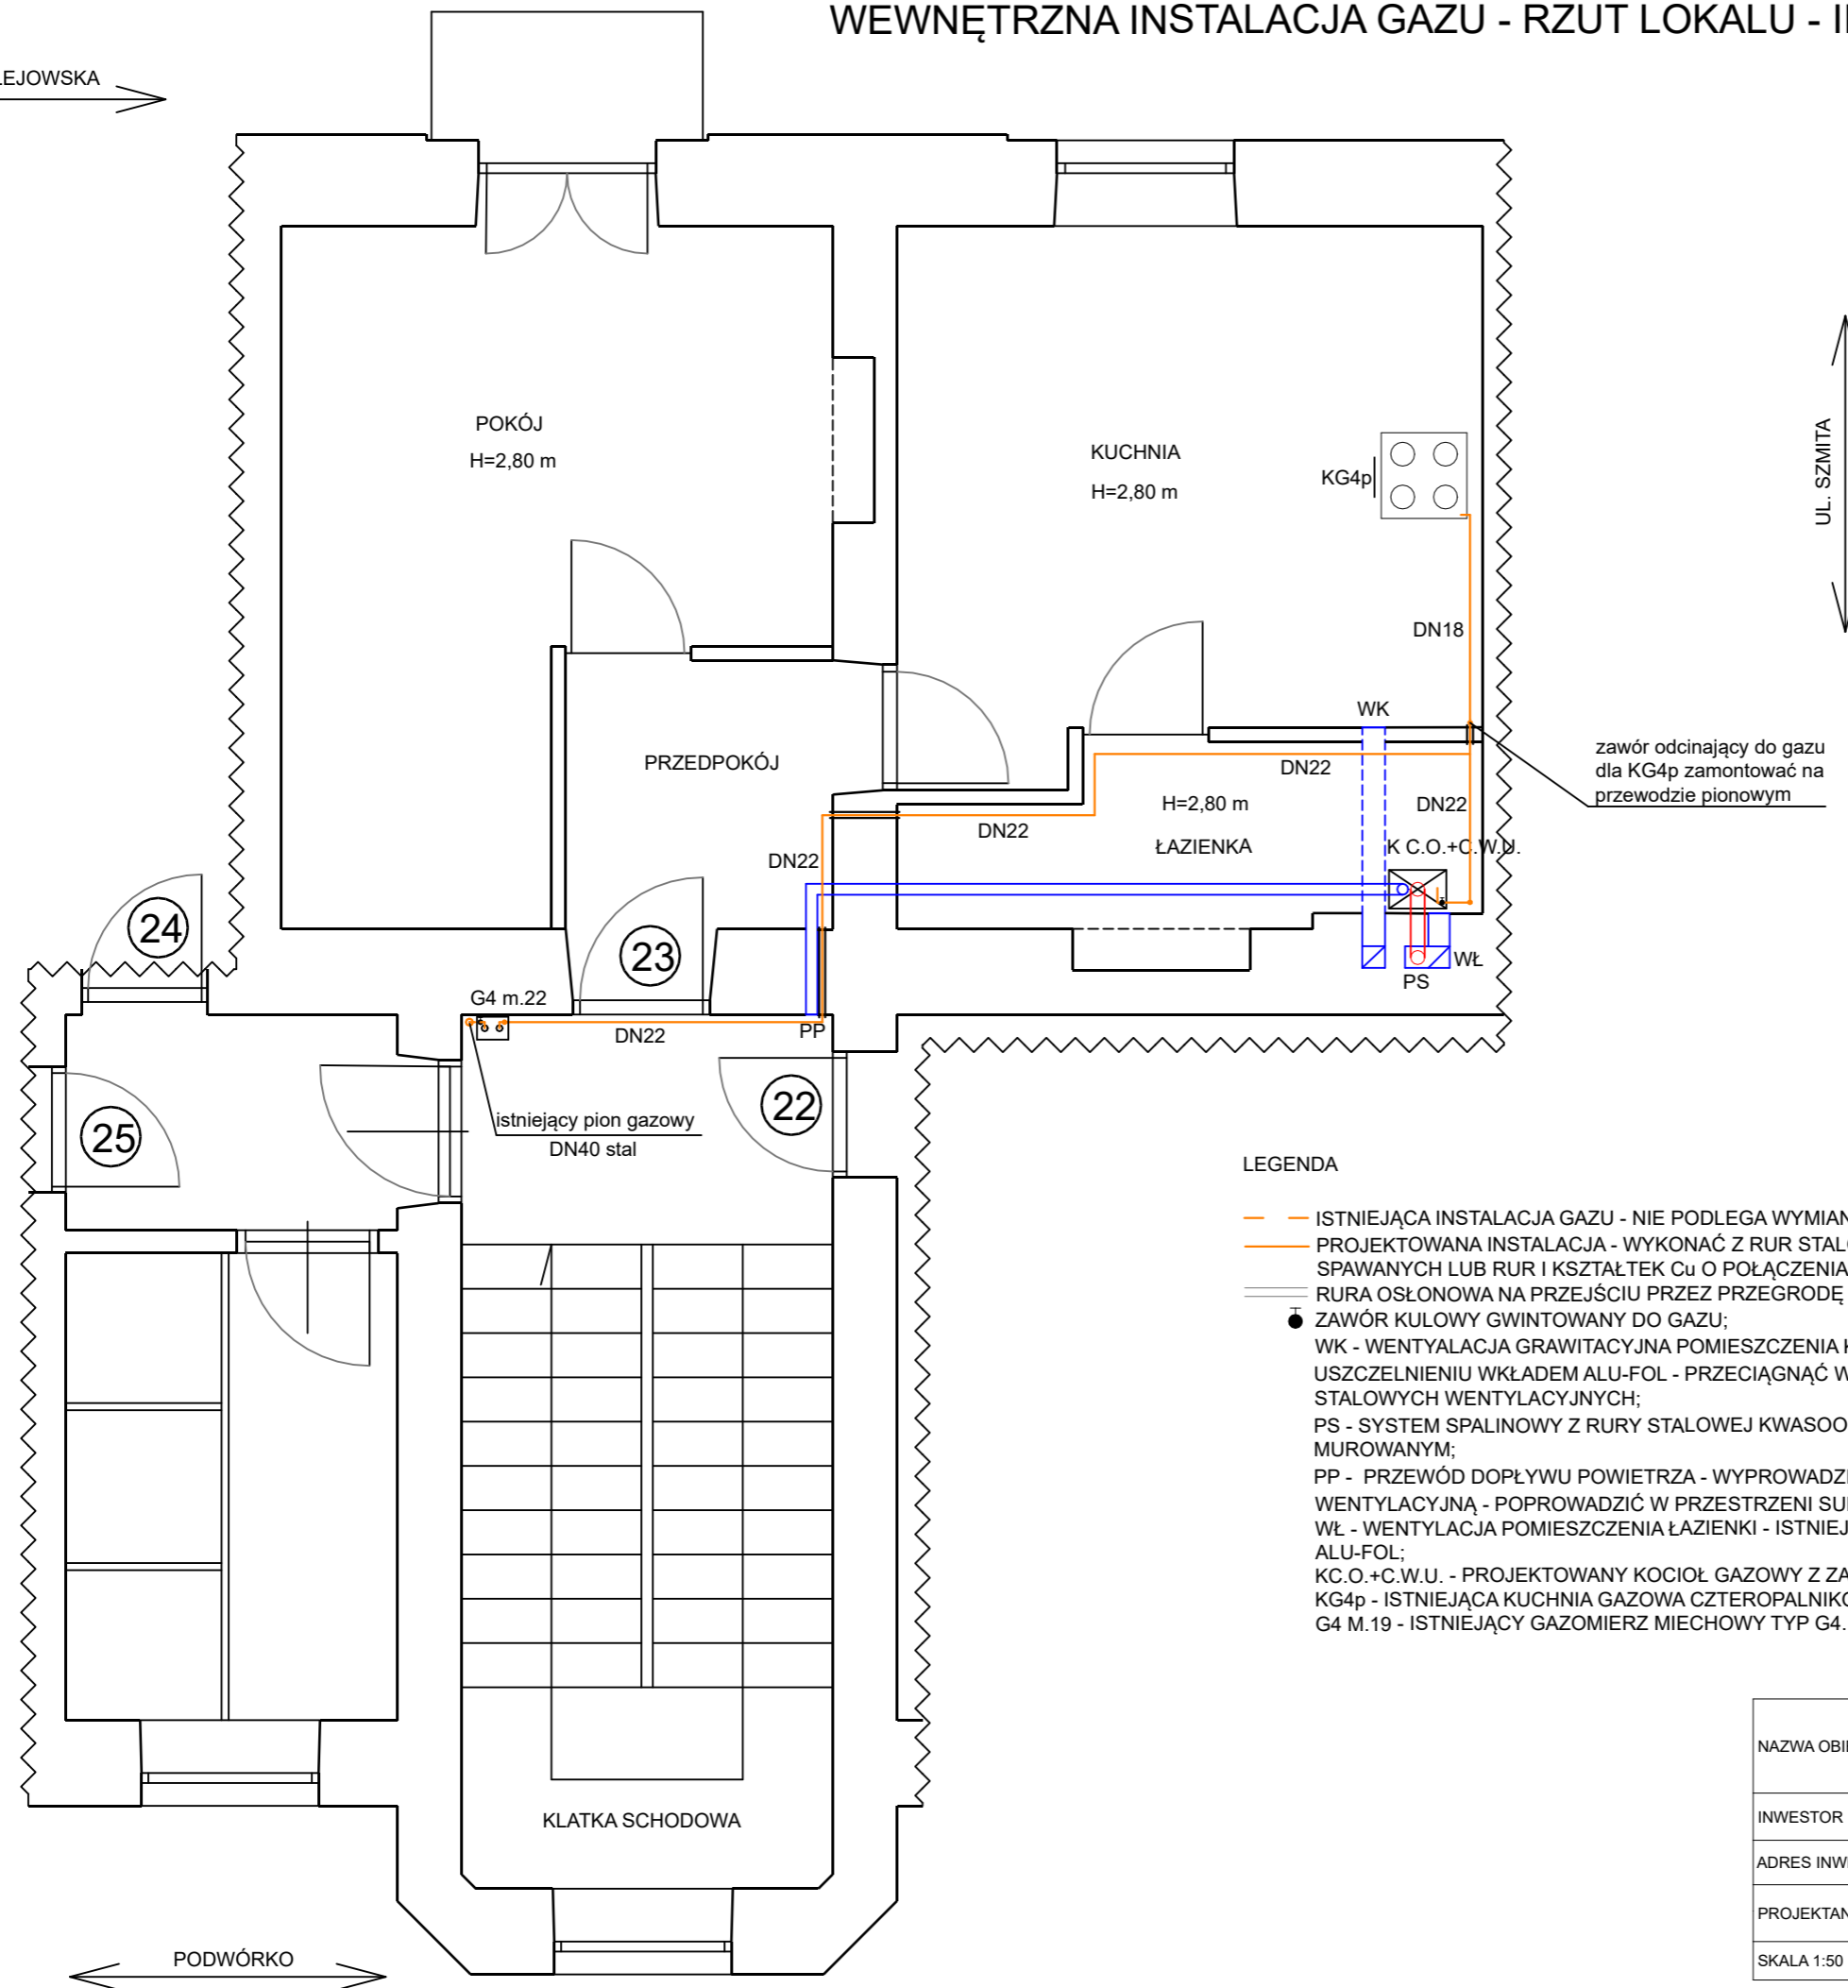 WEWNĘTRZNA INSTALACJA GAZU - RZUT LOKALU -
LEJOWSKA
POKÓJ
H=2,80 m
KUCHNIA
H=2,80 m
KG4p
UL. SZMITA
DN18
WK
PRZEDPOKÓJ
zawór odcinający do gazu
dla KG4p zamontować na
przewodzie pionowym
DN22
H=2,80 m
DN22
DN22
ŁAZIENKA
K C.O.+C.W.U.
DN22
24
23
WŁ
PS
G4 m.22
DN22
PP
22
istniejący pion gazowy
DN40 stal
25
LEGENDA
ISTNIEJĄCA INSTALACJA GAZU - NIE PODLEGA WYMIAN
PROJEKTOWANA INSTALACJA - WYKONAĆ Z RUR STAL
SPAWANYCH LUB RUR I KSZTAŁTEK Cu O POŁĄCZENIA
RURA OSŁONOWA NA PRZEJŚCIU PRZEZ PRZEGRODĘ
ZAWÓR KULOWY GWINTOWANY DO GAZU;
WK - WENTYALACJA GRAWITACYJNA POMIESZCZENIA K
USZCZELNIENIU WKŁADEM ALU-FOL - PRZECIĄGNĄĆ W
STALOWYCH WENTYLACYJNYCH;
PS - SYSTEM SPALINOWY Z RURY STALOWEJ KWASOO
MUROWANYM;
PP - PRZEWÓD DOPŁYWU POWIETRZA - WYPROWADZI
WENTYLACYJNĄ - POPROWADZIĆ W PRZESTRZENI SU
WŁ - WENTYLACJA POMIESZCZENIA ŁAZIENKI - ISTNIEJ
ALU-FOL;
KC.O.+C.W.U. - PROJEKTOWANY KOCIOŁ GAZOWY Z ZA
KG4p - ISTNIEJĄCA KUCHNIA GAZOWA CZTEROPALNIKO
G4 M.19 - ISTNIEJĄCY GAZOMIERZ MIECHOWY TYP G4.
NAZWA OBI
INWESTOR
ADRES INW
PROJEKTAN
SKALA 1:50
KLATKA SCHODOWA
PODWÓRKO